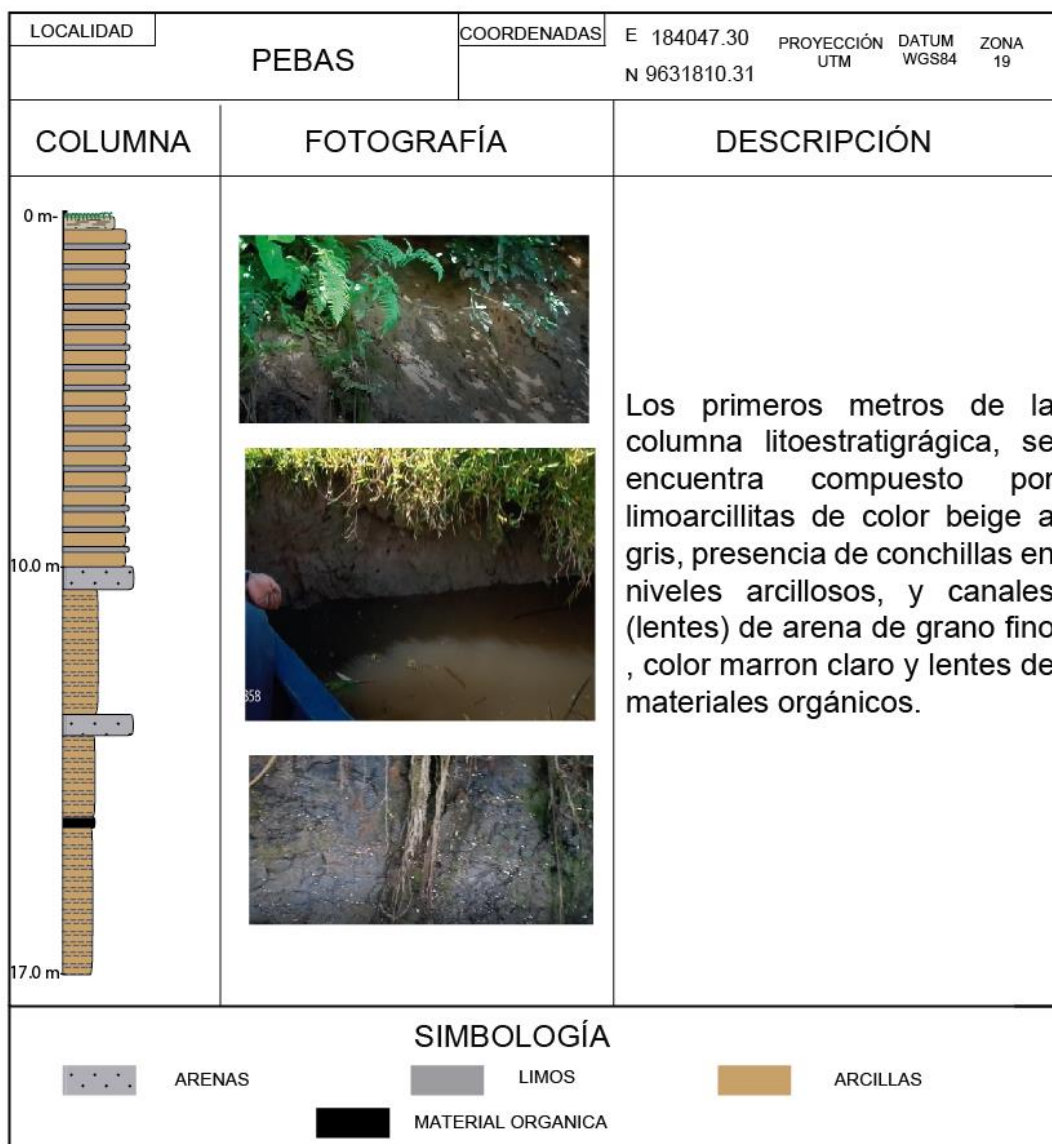 LOCALIDAD
PEBAS
COORDENADAS
E 184047.30
N 9631810.31
PROYECCIÓN
UTM
DATUM
WGS84
ZONA
19
COLUMNA
FOTOGRAFÍA
DESCRIPCIÓN
0 m-
10.0 m
17.0 m
358
Los primeros metros de la
columna litoestratigrágica, se
encuentra compuesto por
limoarcillitas de color beige a
gris, presencia de conchillas en
niveles arcillosos, y canales
(lentes) de arena de grano fino
, color marron claro y lentes de
materiales orgánicos.
SIMBOLOGÍA
ARENAS
LIMOS
ARCILLAS
MATERIAL ORGANICA